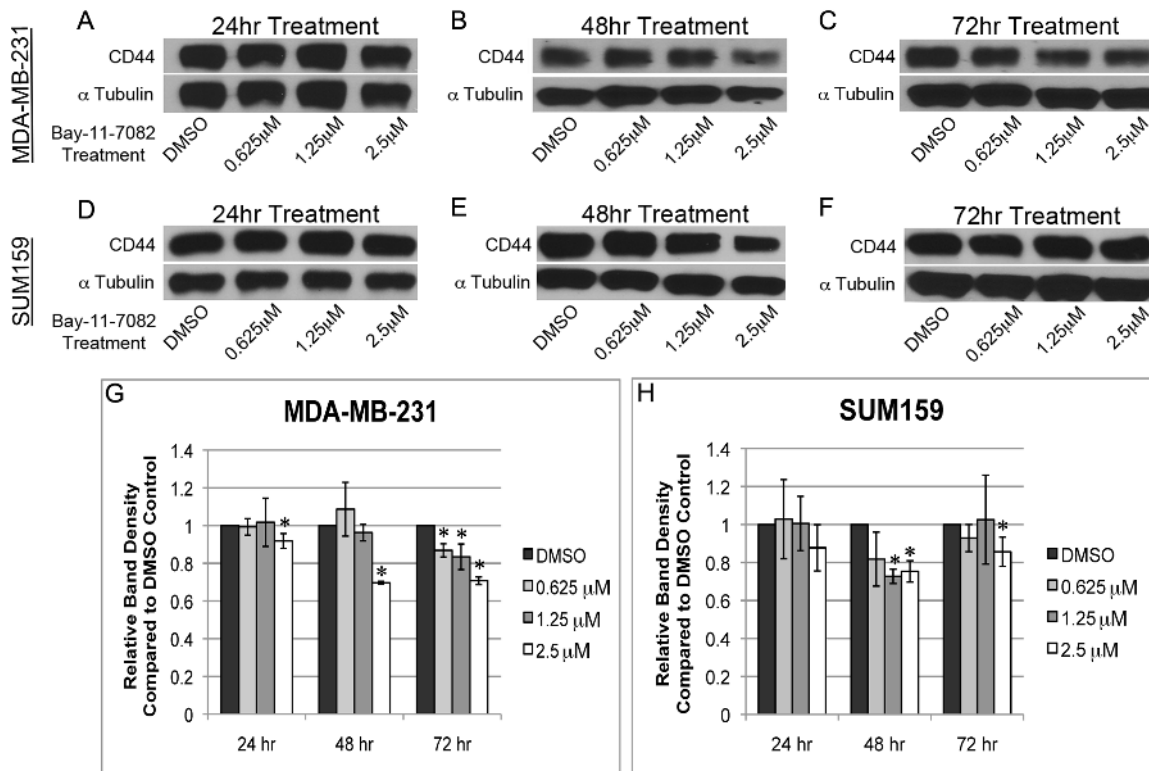 MDA-MB-231
A
24hr Treatment
CD44
α Tubulin
Bay-11-7082
Treatment
DMSO
0.625μM
1.25μM
2.5μM
B
48hr Treatment
CD44
α Tubulin
DMSO
0.625μM
1.25μM
2.5μM
C
72hr Treatment
CD44
α Tubulin
DMSO
0.625μM
1.25μM
2.5μM
SUM159
D
24hr Treatment
CD44
α Tubulin
Bay-11-7082
Treatment
DMSO
0.625μM
1.25μM
2.5μM
E
48hr Treatment
CD44
α Tubulin
DMSO
0.625μM
1.25μM
2.5μM
F
72hr Treatment
CD44
α Tubulin
DMSO
0.625μM
1.25μM
2.5μM
G
MDA-MB-231
Relative Band Density
Compared to DMSO Control
1.4
1.2
1
0.8
0.6
0.4
0.2
0
*
*
* *
*
24 hr
48 hr
72 hr
DMSO
0.625 μM
1.25 μM
2.5 μM
H
SUM159
Relative Band Density
Compared to DMSO Control
1.4
1.2
1
0.8
0.6
0.4
0.2
0
* *
*
24 hr
48 hr
72 hr
DMSO
0.625 μM
1.25 μM
2.5 μM